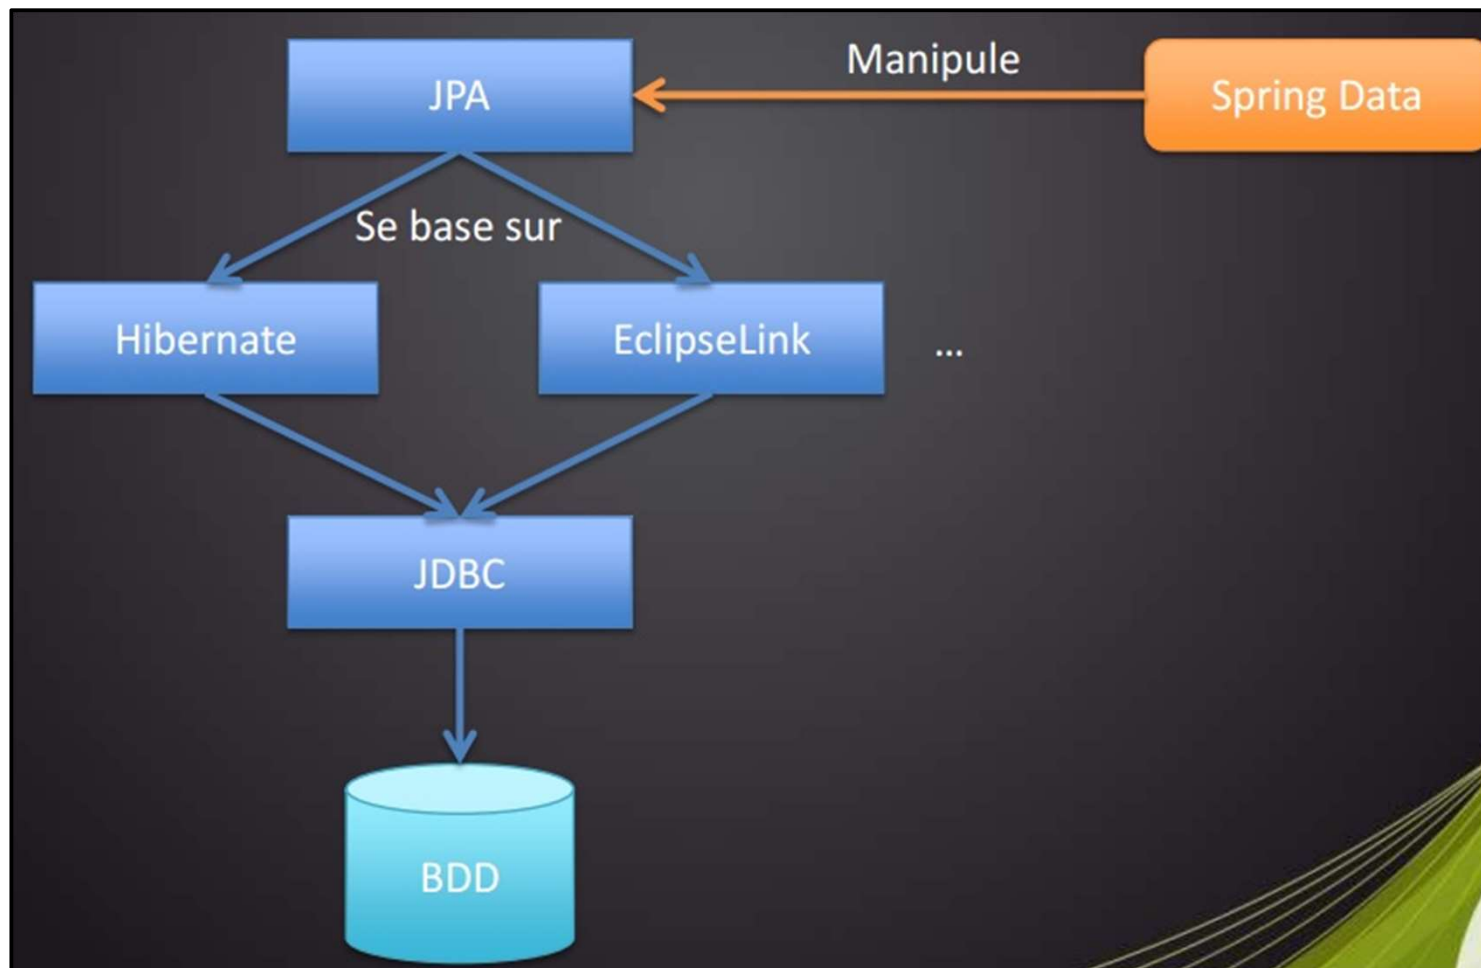 Manipule
JPA
Spring Data
Se base sur
Hibernate
EclipseLink
...
JDBC
BDD